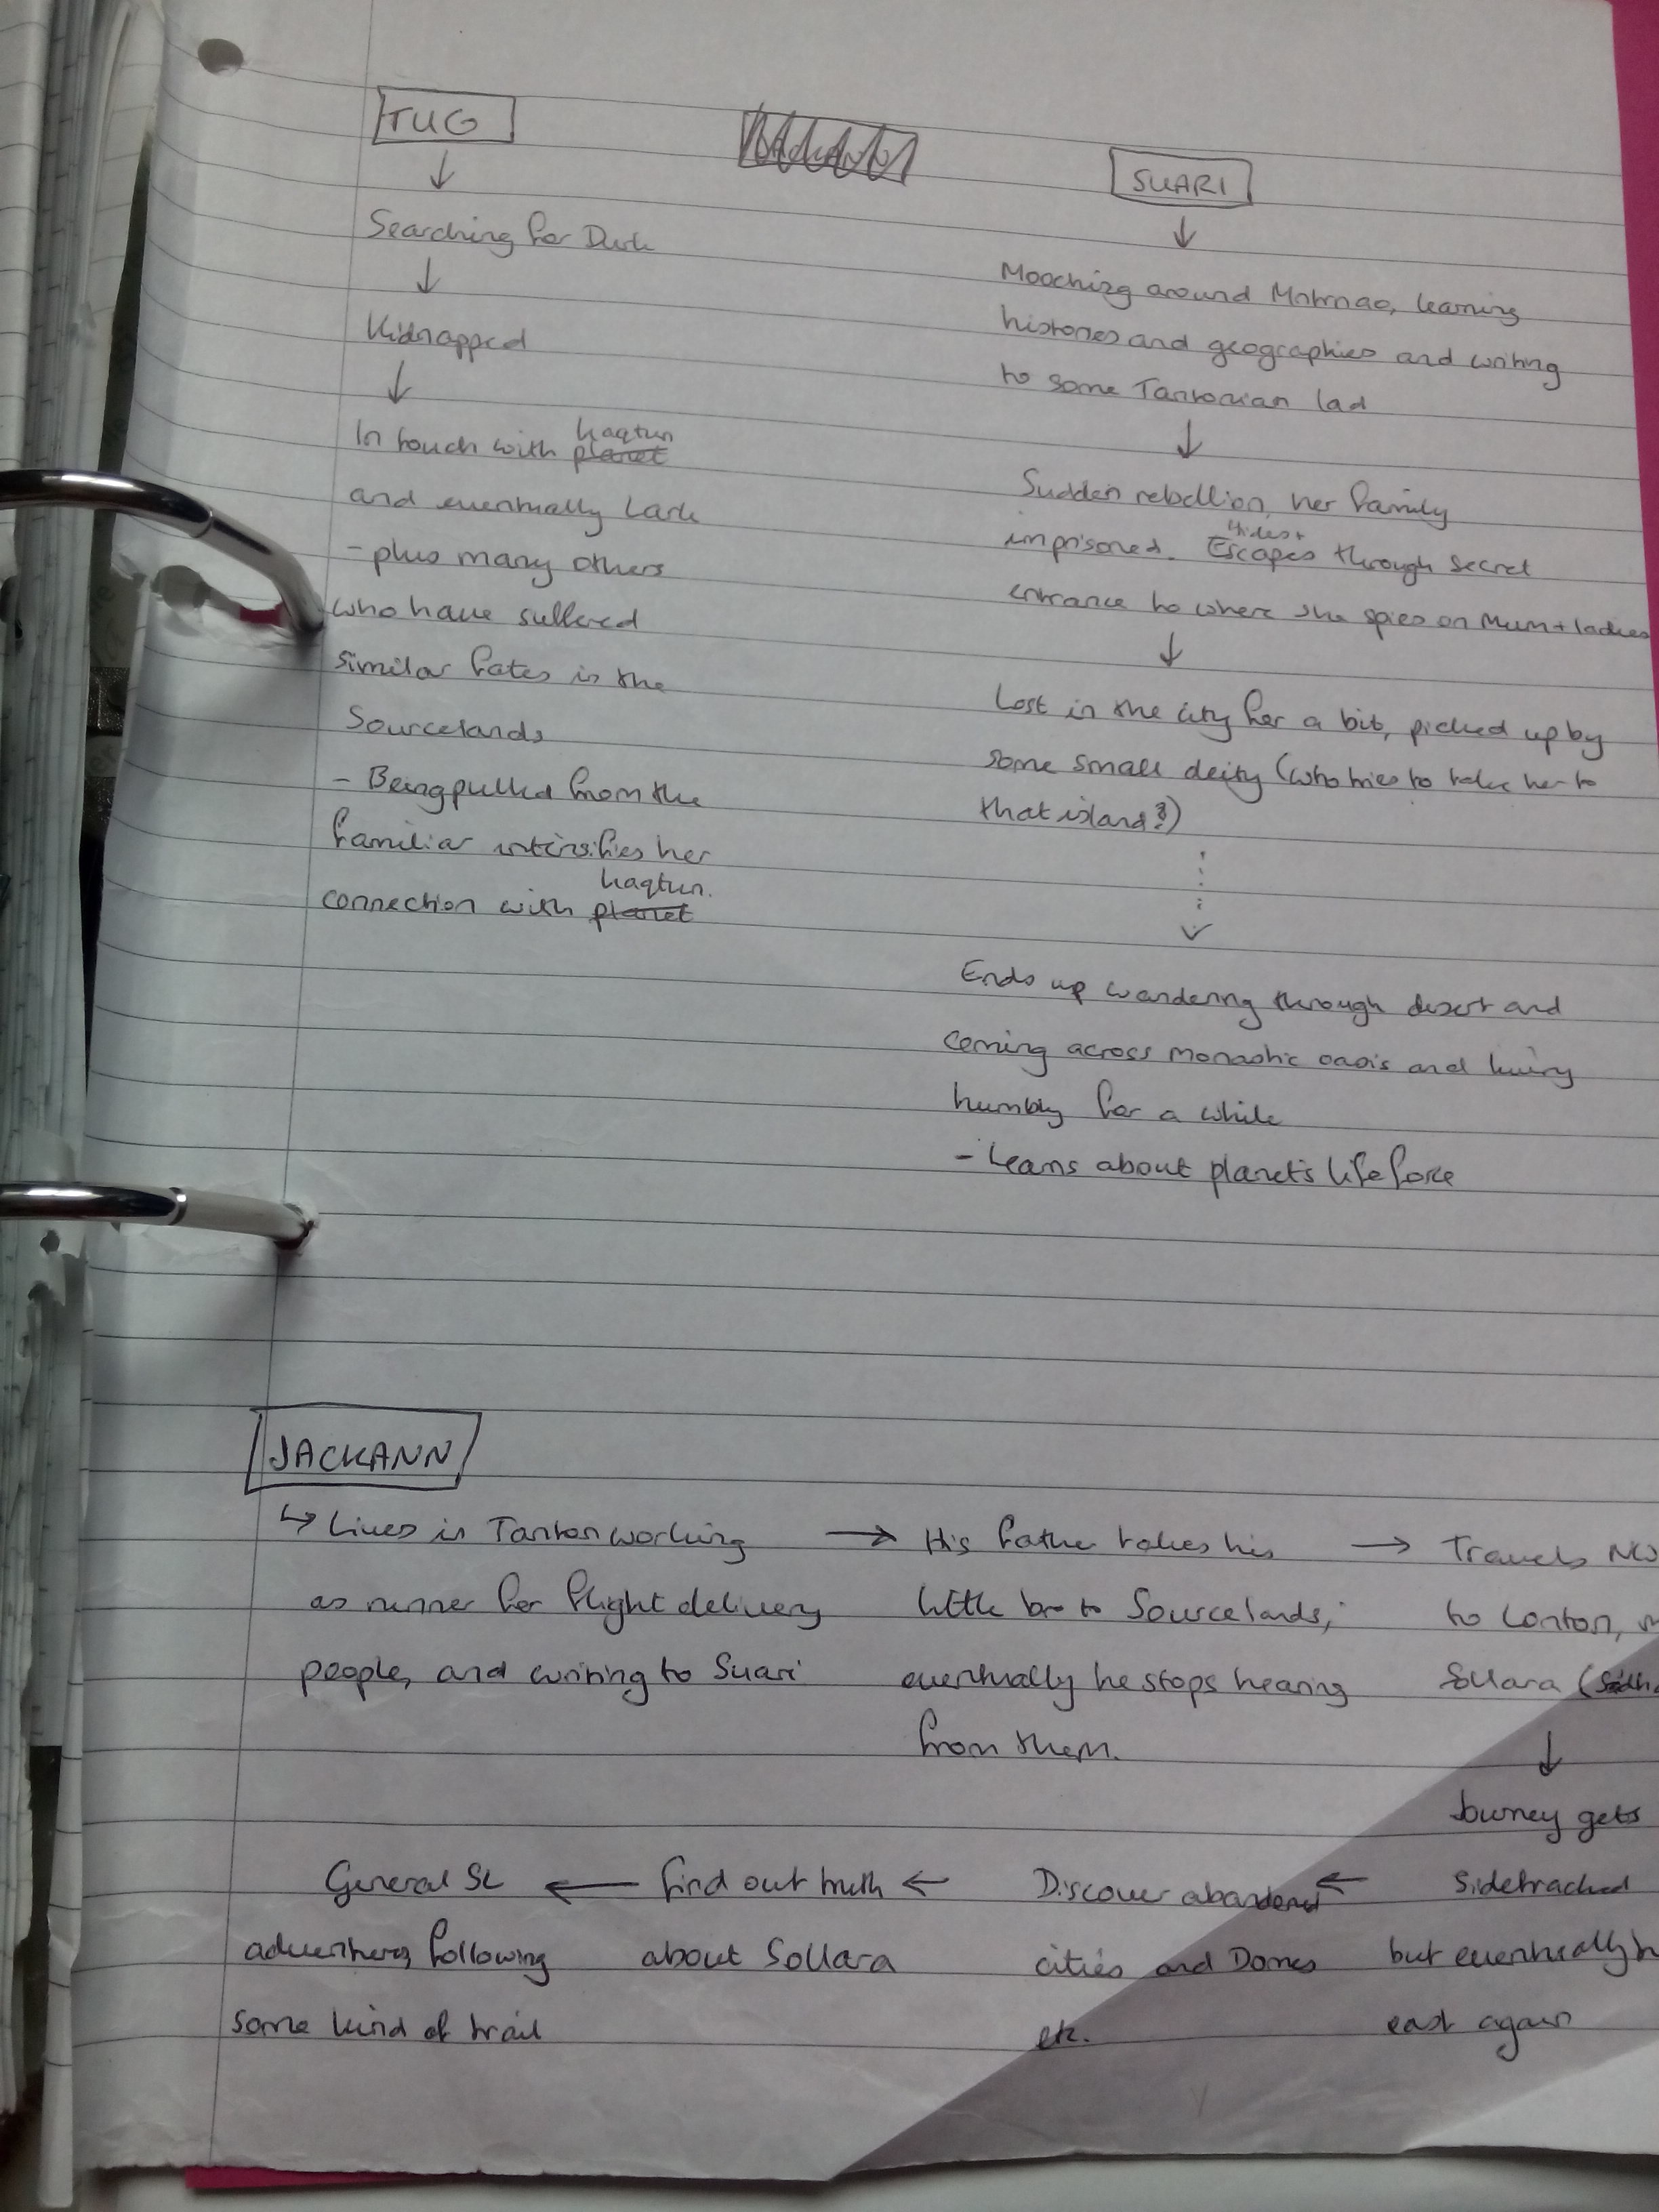 TUG
↓
Searching for Dusk
↓
Kidnapped
↓
haqtun
In touch with planet
and eventually Lark
- plus many others
who have suffered
similar fates in the
Sourcelands
- Being pulled from the
familiar intensifies her
haqtun.
connection with planet
SUARI
↓
Mooching around learning
histories and geographies and writing
to some Tantonian lad
↓
Sudden rebellion, her family
Hides +
imprisoned. Escapes through secret
entrance to where she spies on Mum + ladies
↓
Lost in the city for a bit, picked up by
some small deity (who tries to take her to
that island?)
↓
Ends up wandering through desert and
coming across monastic oasis and living
humbly for a while
- Learns about planet's life force
JACKANN
↳ Lives in Tanton working
as runner for flight delivery
people, and writing to Suari
→ His father takes his
little bro to Sourcelands,
eventually he stops hearing
from them.
→ Travels NW
to Lonton,
Sollara
↓
Journey gets
sidetracked
but eventually
east again
←
Discover abandoned
cities and Domes
etc.
←
find out truth
about Sollara
←
General SL
adventures, following
some kind of trail